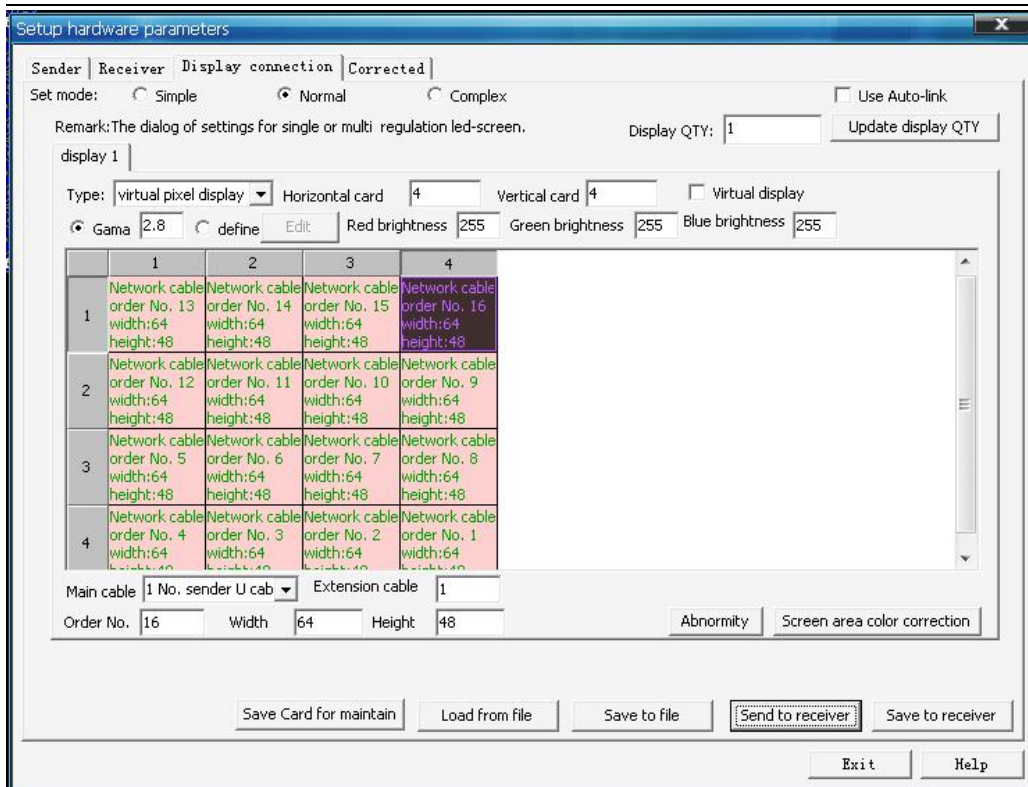 Setup hardware parameters
x
Sender Receiver Display connection Corrected
Set mode: Simple Normal Complex Use Auto-link
Remark:The dialog of settings for single or multi regulation led-screen. Display QTY: 1 Update display QTY
display 1
Type: virtual pixel display Horizontal card 4 Vertical card 4 Virtual display
Gama 2.8 define Edit Red brightness 255 Green brightness 255 Blue brightness 255
1 2 3 4
Network cable Network cable Network cable Network cable
order No. 13 order No. 14 order No. 15 order No. 16
1
width:64 width:64 width:64 width:64
height:48 height:48 height:48 height:48
Network cable Network cable Network cable Network cable
order No. 12 order No. 11 order No. 10 order No. 9
2
width:64 width:64 width:64 width:64
height:48 height:48 height:48 height:48
Network cable Network cable Network cable Network cable
order No. 5 order No. 6 order No. 7 order No. 8
3
width:64 width:64 width:64 width:64
height:48 height:48 height:48 height:48
Network cable Network cable Network cable Network cable
order No. 4 order No. 3 order No. 2 order No. 1
4
width:64 width:64 width:64 width:64
Main cable 1 No. sender U cab Extension cable 1
Order No. 16 Width 64 Height 48 Abnormity Screen area color correction
Save Card for maintain Load from file Save to file Send to receiver Save to receiver
Exit Help